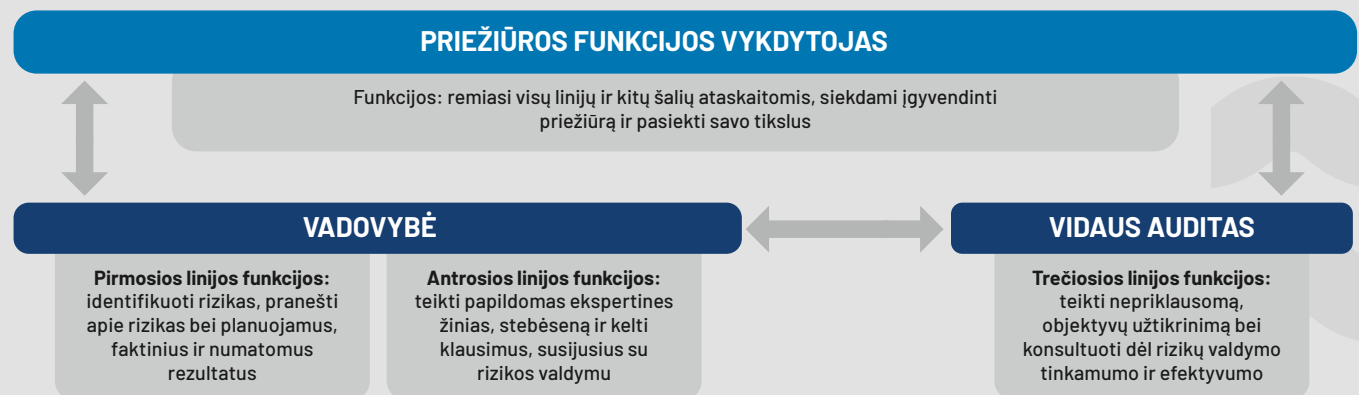 PRIEŽIŪROS FUNKCIJOS VYKDYTOJAS
Funkcijos: remiasi visų linijų ir kitų šalių ataskaitomis, siekdami įgyvendinti
priežiūrą ir pasiekti savo tikslus
VADOVYBĖ
Pirmosios linijos funkcijos:
identifikuoti rizikas, pranešti
apie rizikas bei planuojamus,
faktinius ir numatomus
rezultatus
Antrosios linijos funkcijos:
teikti papildomas ekspertines
žinias, stebėseną ir kelti
klausimus, susijusius su
rizikos valdymu
VIDAUS AUDITAS
Trečiosios linijos funkcijos:
teikti nepriklausomą,
objektyvų užtikrinimą bei
konsultuoti dėl rizikų valdymo
tinkamumo ir efektyvumo